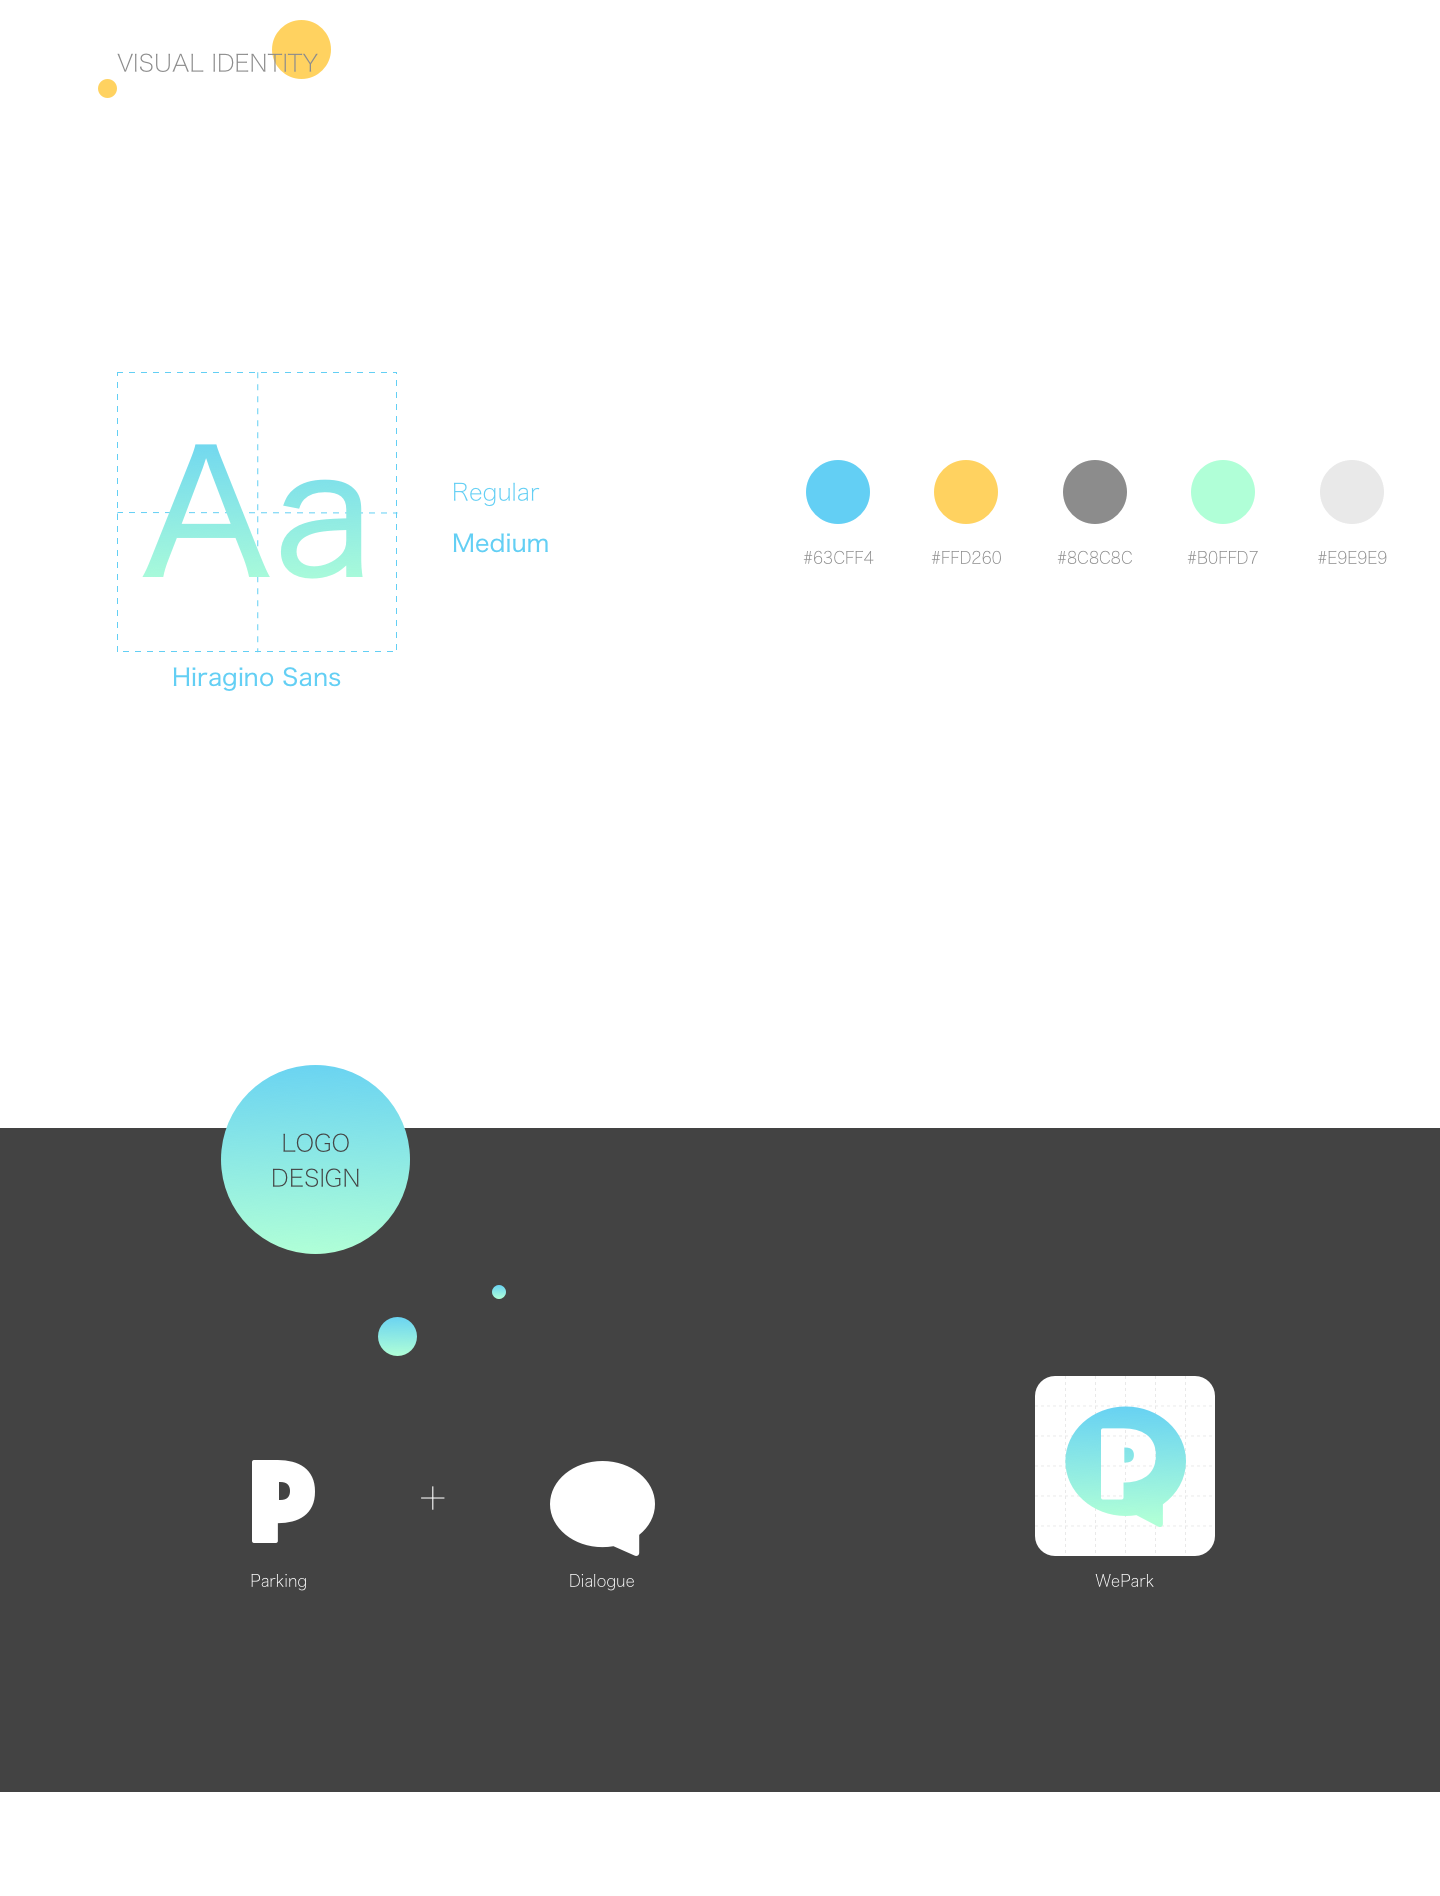 VISUAL IDENTITY
Aa
Regular
Medium
Hiragino Sans
#63CFF4
#FFD260
#8C8C8C
#B0FFD7
#E9E9E9
LOGO
DESIGN
P
+
P
Parking
Dialogue
WePark